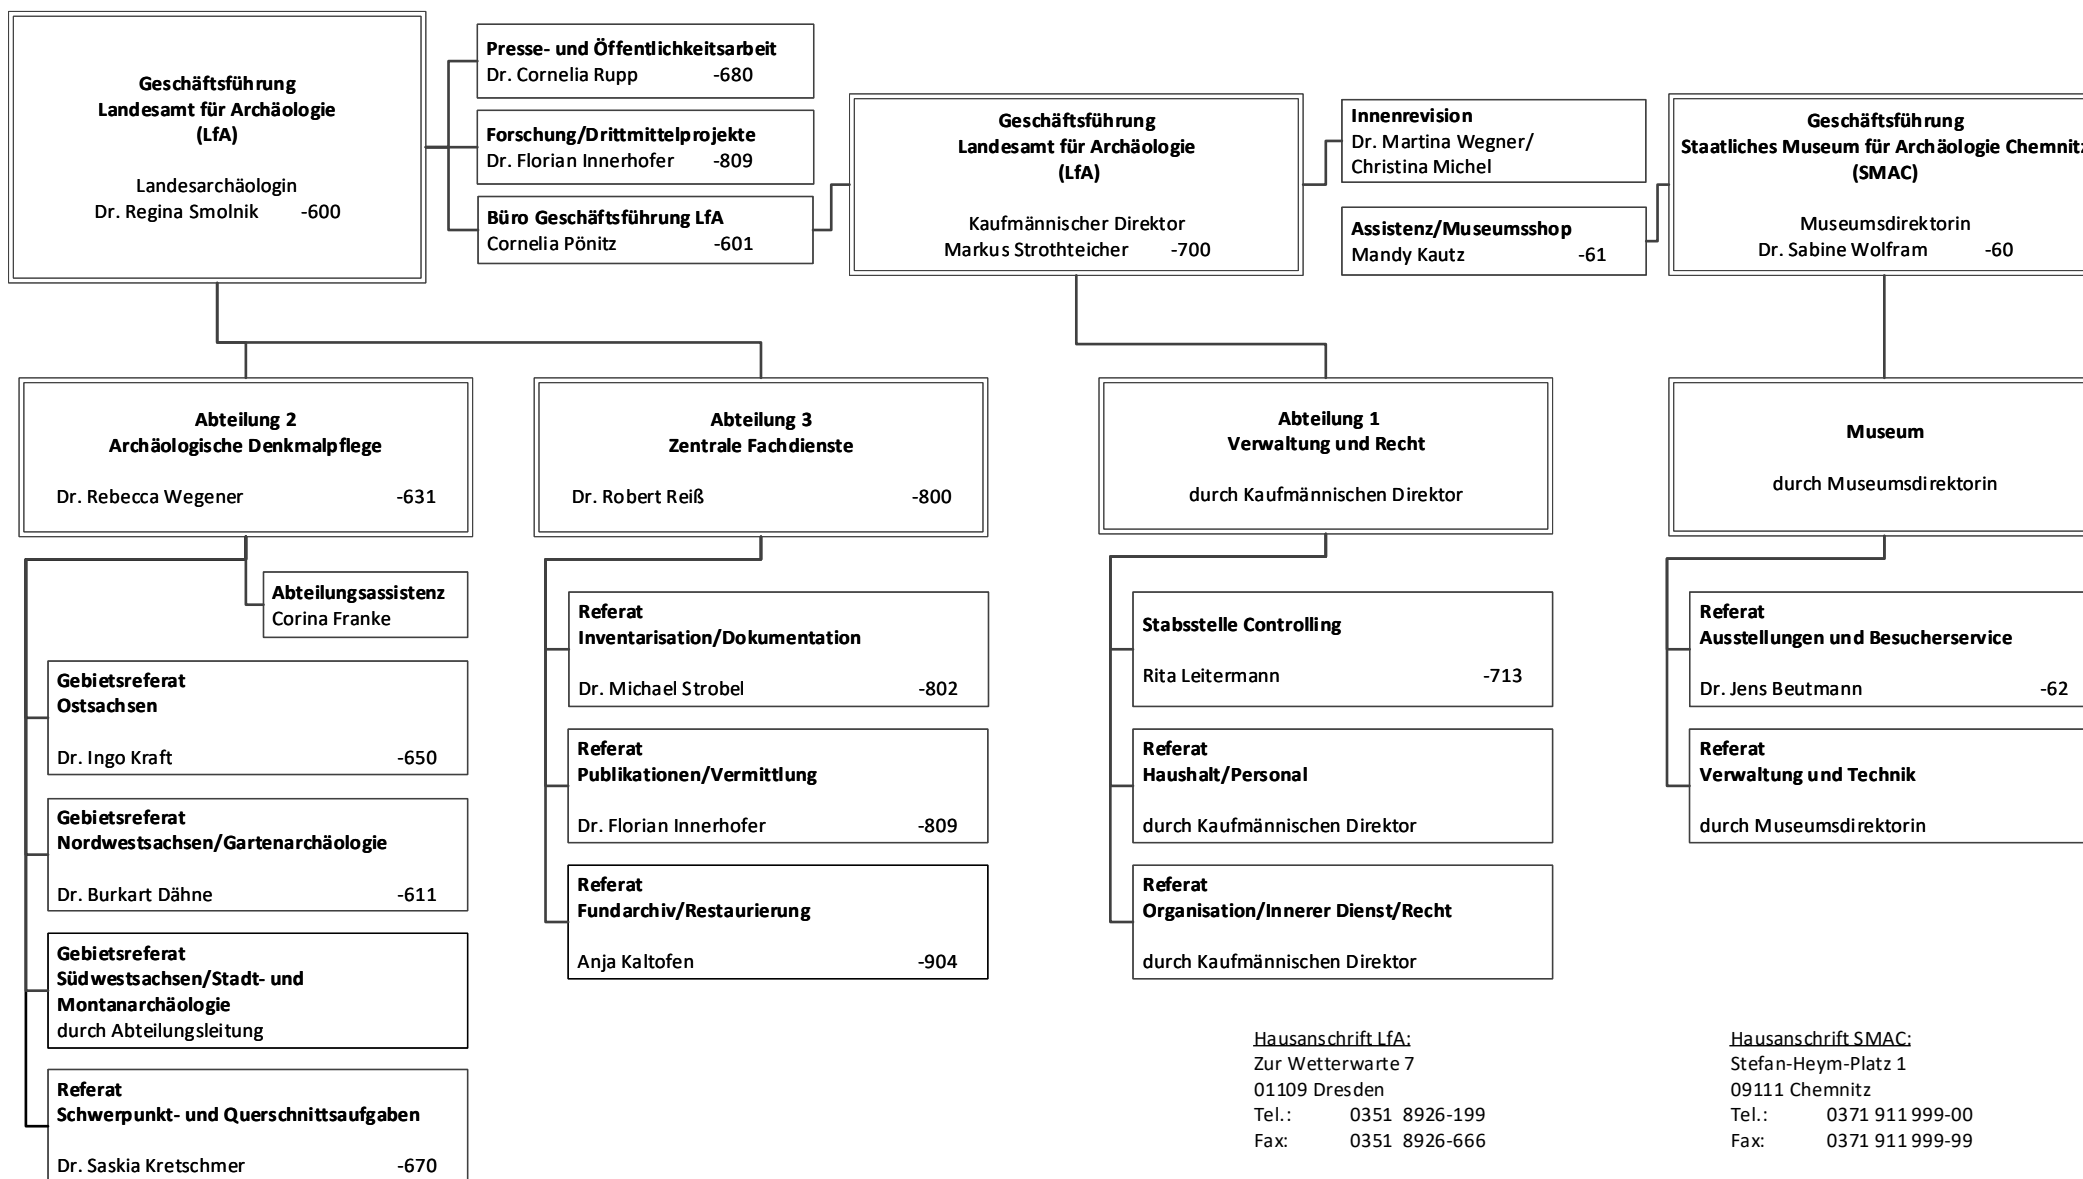 Geschäftsführung
Landesamt für Archäologie
(LfA)
Landesarchäologin
Dr. Regina Smolnik -600
Presse- und Öffentlichkeitsarbeit
Dr. Cornelia Rupp -680
Forschung/Drittmittelprojekte
Dr. Florian Innerhofer -809
Büro Geschäftsführung LfA
Cornelia Pönitz -601
Geschäftsführung
Landesamt für Archäologie
(LfA)
Kaufmännischer Direktor
Markus Strothteicher -700
Innenrevision
Dr. Martina Wegner/
Christina Michel
Assistenz/Museumsshop
Mandy Kautz -61
Geschäftsführung
Staatliches Museum für Archäologie Chemnitz
(SMAC)
Museumsdirektorin
Dr. Sabine Wolfram -60
Abteilung 2
Archäologische Denkmalpflege
Dr. Rebecca Wegener -631
Abteilung 3
Zentrale Fachdienste
Dr. Robert Reiß -800
Abteilung 1
Verwaltung und Recht
durch Kaufmännischen Direktor
Museum
durch Museumsdirektorin
Abteilungsassistenz
Corina Franke
Gebietsreferat
Ostsachsen
Dr. Ingo Kraft -650
Gebietsreferat
Nordwestsachsen/Gartenarchäologie
Dr. Burkart Dähne -611
Gebietsreferat
Südwestsachsen/Stadt- und
Montanarchäologie
durch Abteilungsleitung
Referat
Schwerpunkt- und Querschnittsaufgaben
Dr. Saskia Kretschmer -670
Referat
Inventarisation/Dokumentation
Dr. Michael Strobel -802
Referat
Publikationen/Vermittlung
Dr. Florian Innerhofer -809
Referat
Fundarchiv/Restaurierung
Anja Kaltofen -904
Stabsstelle Controlling
Rita Leitermann -713
Referat
Haushalt/Personal
durch Kaufmännischen Direktor
Referat
Organisation/Innerer Dienst/Recht
durch Kaufmännischen Direktor
Referat
Ausstellungen und Besucherservice
Dr. Jens Beutmann -62
Referat
Verwaltung und Technik
durch Museumsdirektorin
Hausanschrift LfA:
Zur Wetterwarte 7
01109 Dresden
Tel.: 0351 8926-199
Fax: 0351 8926-666
Hausanschrift SMAC:
Stefan-Heym-Platz 1
09111 Chemnitz
Tel.: 0371 911 999-00
Fax: 0371 911 999-99